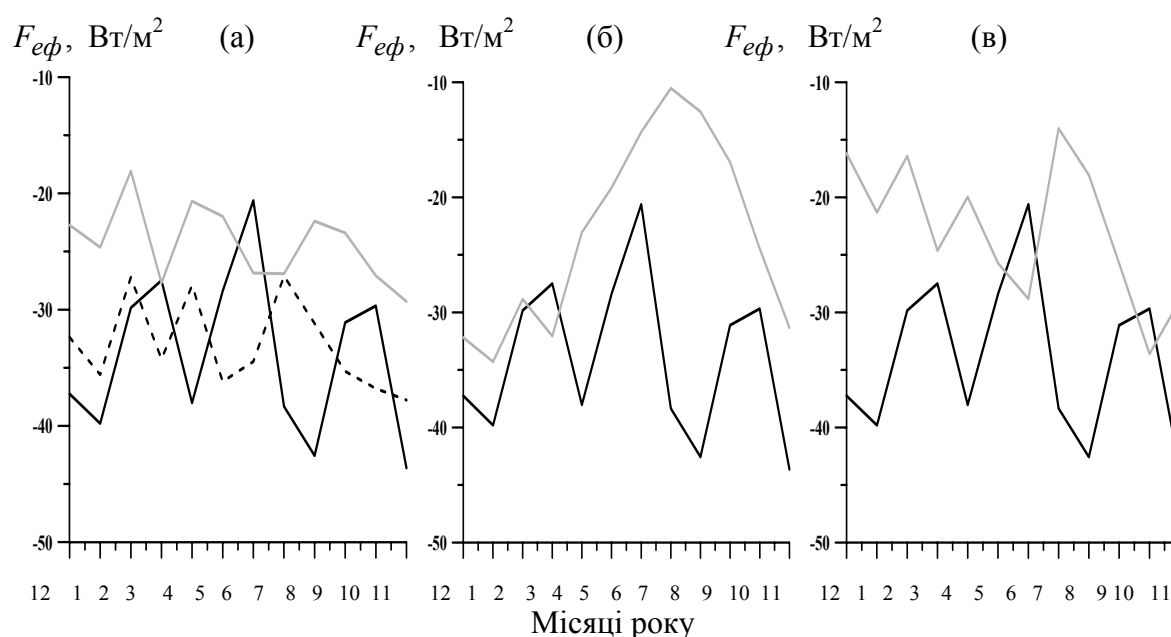 Fеф, Вт/м² (а) Fеф, Вт/м² (б) Fеф, Вт/м² (в)
-10 -10 -10
-20 -20 -20
-30 -30 -30
-40 -40 -40
-50 -50 -50
12 1 2 3 4 5 6 7 8 9 10 11 12 1 2 3 4 5 6 7 8 9 10 11 12 1 2 3 4 5 6 7 8 9 10 11
Місяці року